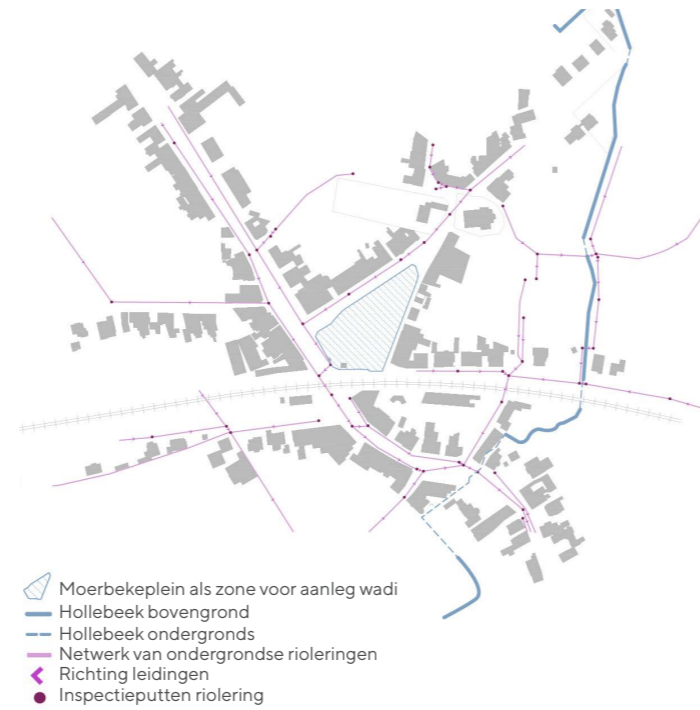 Moerbekeplein als zone voor aanleg wadi
Hollebeek bovengrond
Hollebeek ondergronds
Netwerk van ondergrondse rioleringen
Richting leidingen
Inspectieputten riolering